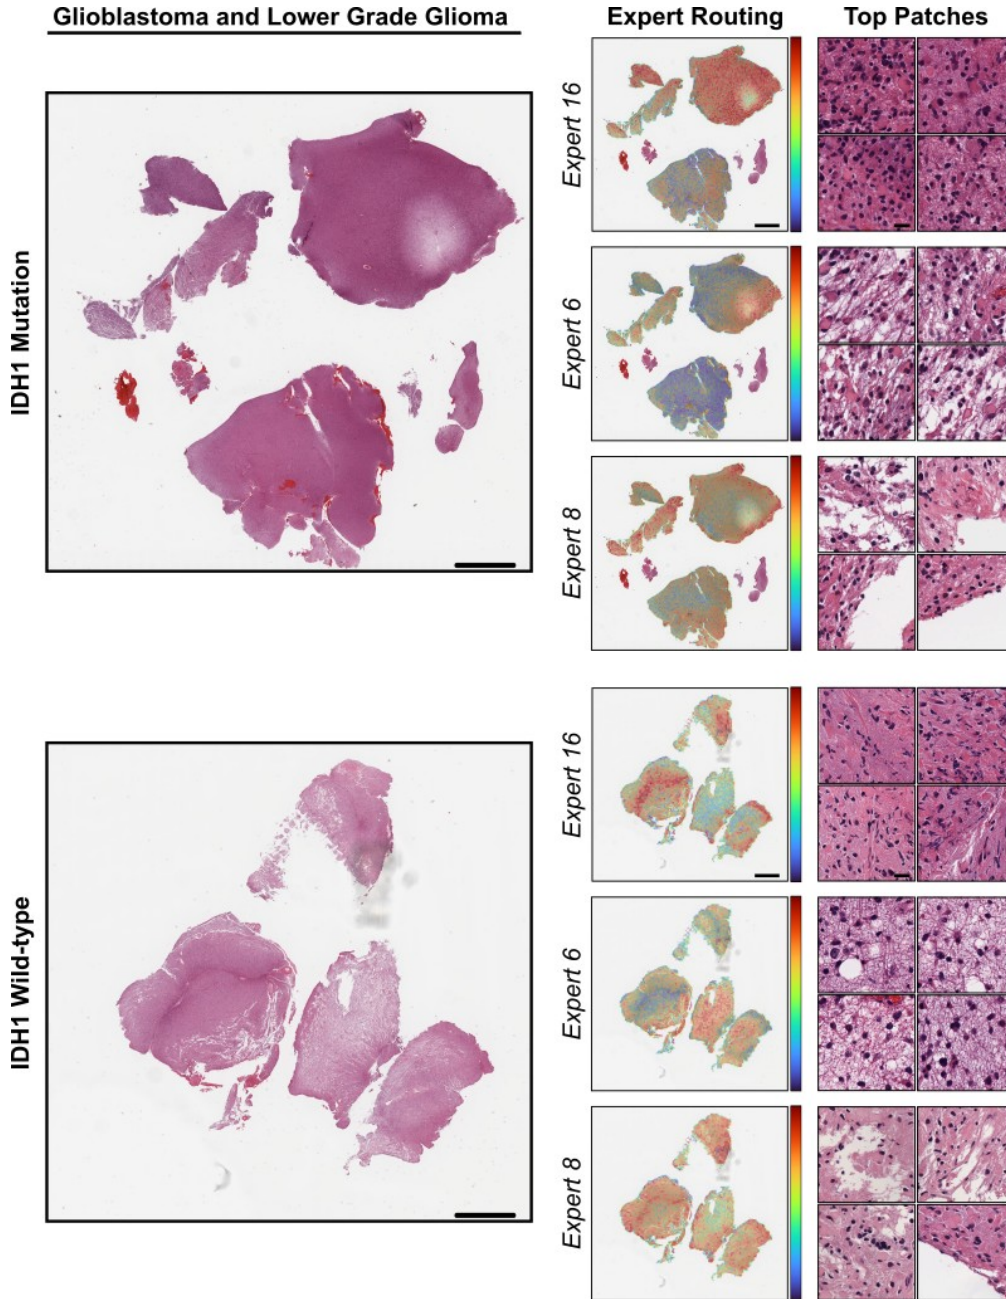 Glioblastoma and Lower Grade Glioma
Expert Routing
Top Patches
IDH1 Mutation
Expert 16
Expert 6
Expert 8
IDH1 Wild-type
Expert 16
Expert 6
Expert 8